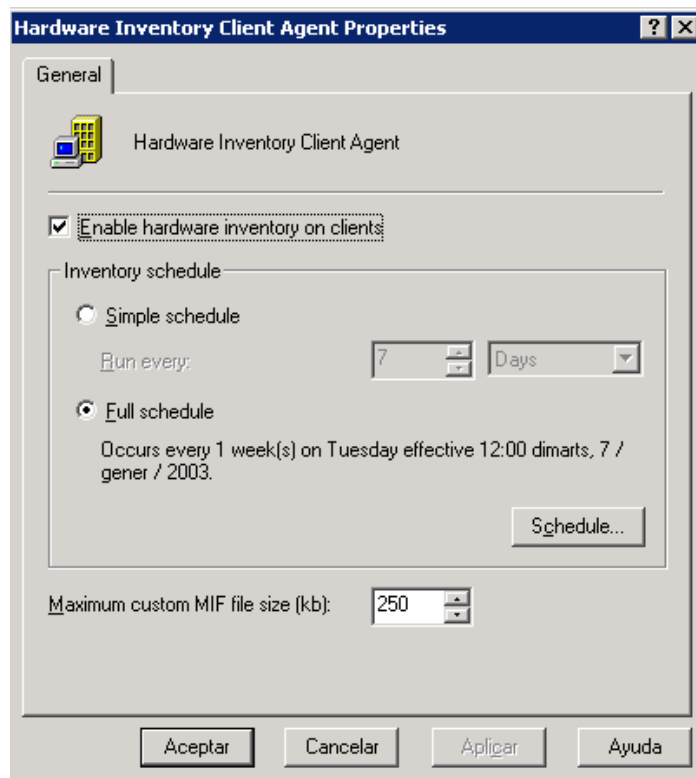 Hardware Inventory Client Agent Properties
General
Hardware Inventory Client Agent
Enable hardware inventory on clients
Inventory schedule
Simple schedule
Run every:
7
Days
Full schedule
Occurs every 1 week(s) on Tuesday effective 12:00 dimarts, 7 /
gener / 2003.
Schedule...
Maximum custom MIF file size (kb):
250
Aceptar
Cancelar
Aplicar
Ayuda